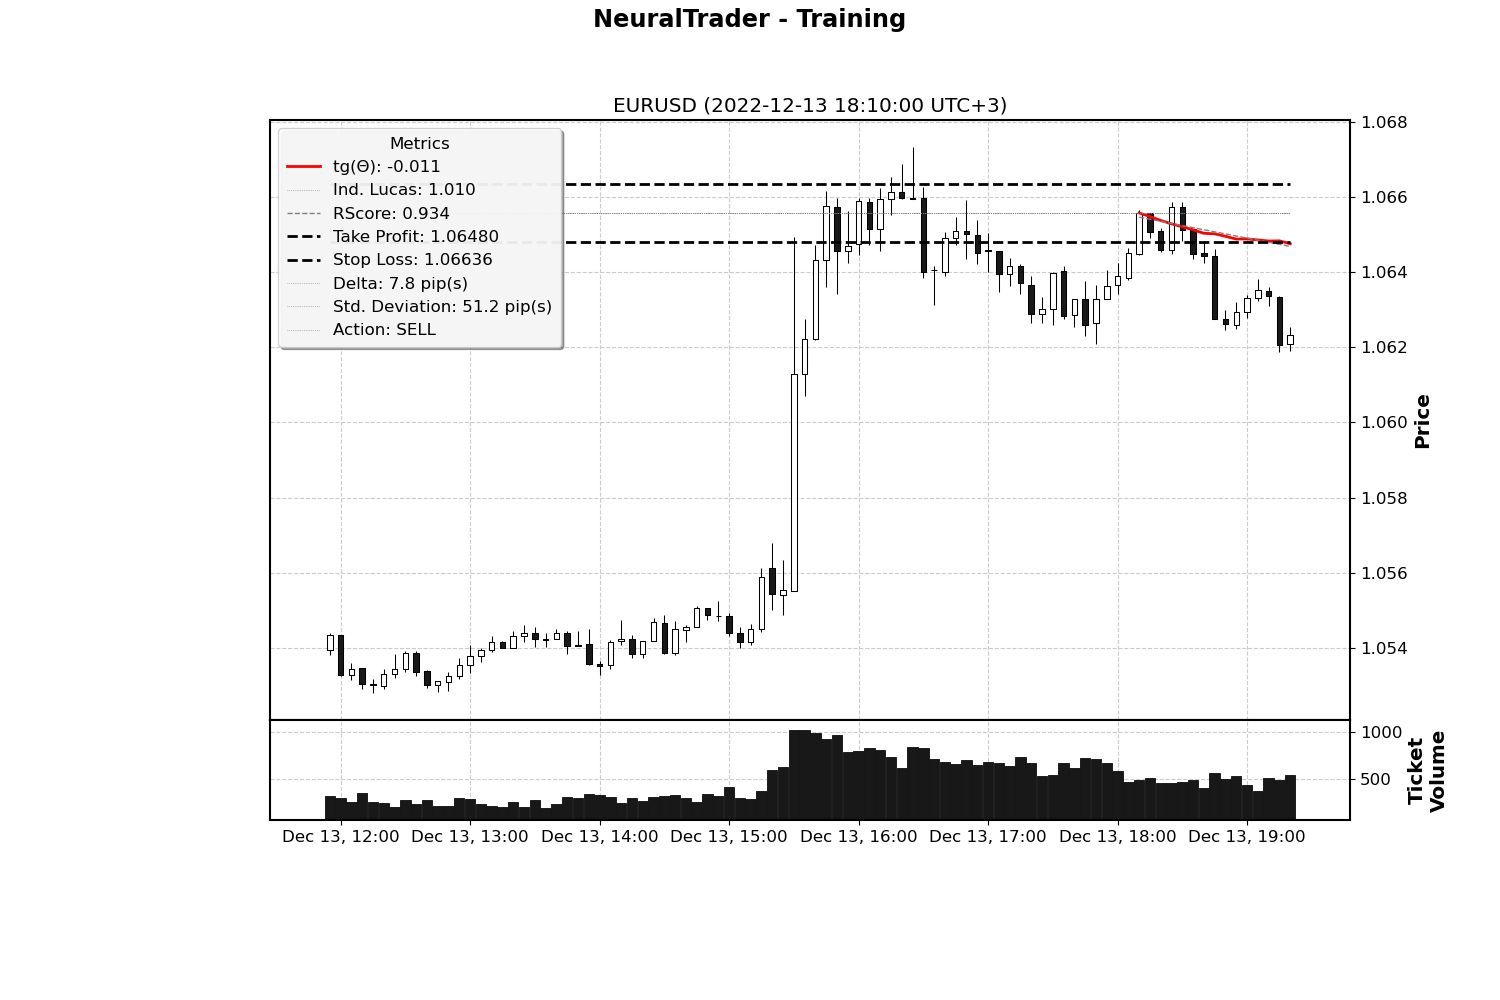 NeuralTrader - Training
EURUSD (2022-12-13 18:10:00 UTC+3)
Metrics
tg(Θ): -0.011
Ind. Lucas: 1.010
RScore: 0.934
Take Profit: 1.06480
Stop Loss: 1.06636
Delta: 7.8 pip(s)
Std. Deviation: 51.2 pip(s)
Action: SELL
1.068
1.066
1.064
1.062
1.060
1.058
1.056
1.054
Price
1000
500
Ticket
Volume
Dec 13, 12:00
Dec 13, 13:00
Dec 13, 14:00
Dec 13, 15:00
Dec 13, 16:00
Dec 13, 17:00
Dec 13, 18:00
Dec 13, 19:00